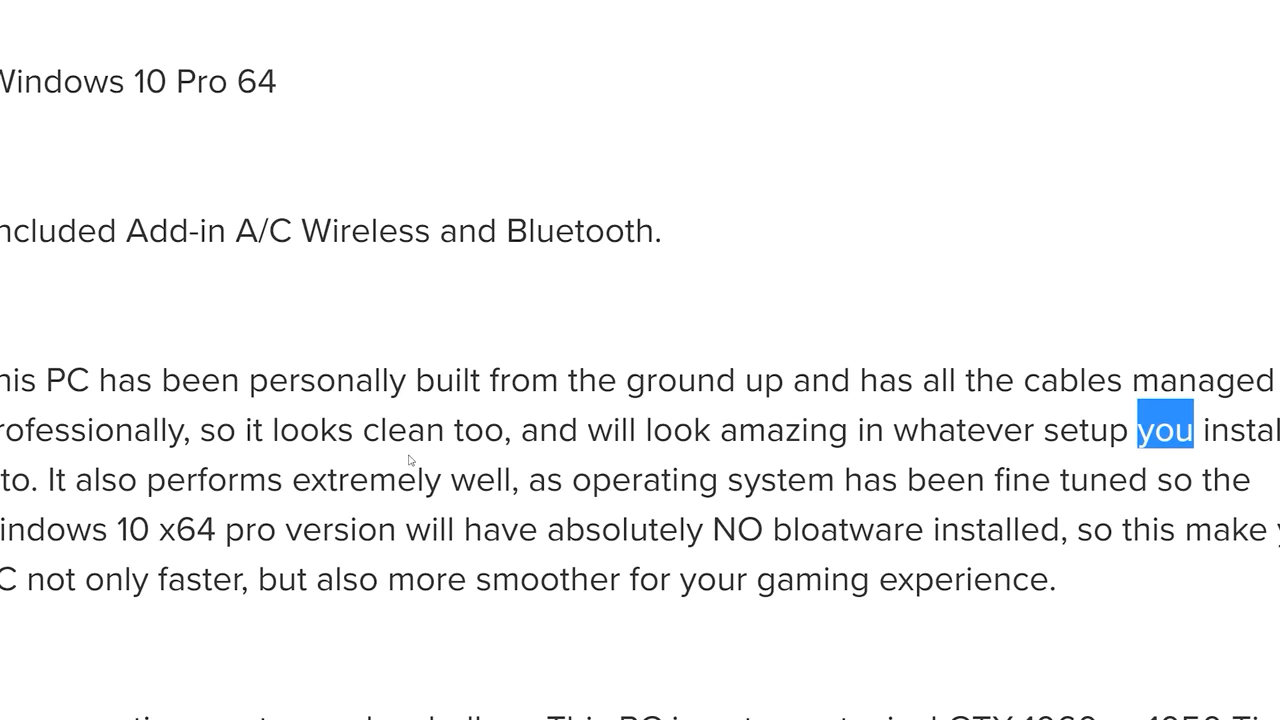 Windows 10 Pro 64
ncluded Add-in A/C Wireless and Bluetooth.
his PC has been personally built from the ground up and has all the cables managed
rofessionally, so it looks clean too, and will look amazing in whatever setup you instal
to. It also performs extremely well, as operating system has been fine tuned so the
indows 10 x64 pro version will have absolutely NO bloatware installed, so this make y
C not only faster, but also more smoother for your gaming experience.